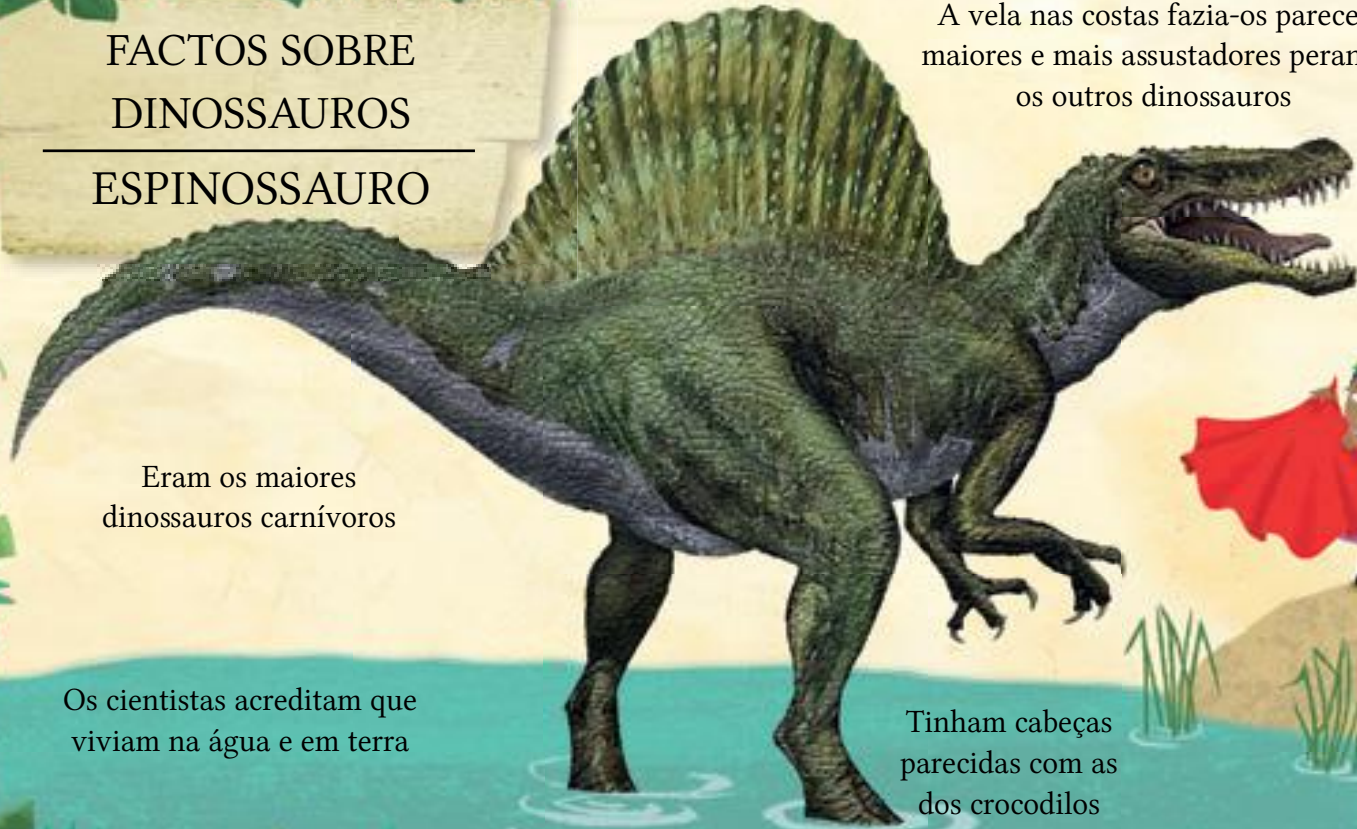 FACTOS SOBRE
DINOSSAUROS
ESPINOSSAURO
A vela nas costas fazia-os parece
maiores e mais assustadores peran
os outros dinossauros
Eram os maiores
dinossauros carnívoros
Os cientistas acreditam que
viviam na água e em terra
Tinham cabeças
parecidas com as
dos crocodilos